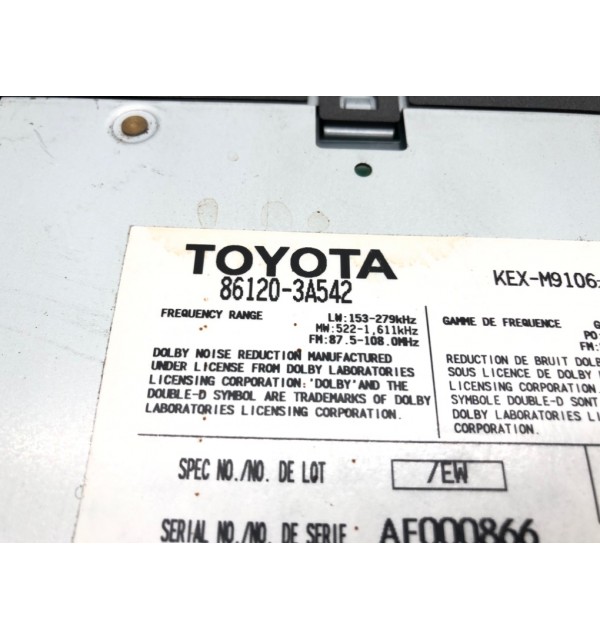 TOYOTA
86120-3A542
KEX-M9106
FREQUENCY RANGE
LW:153-279kHz
MW:522-1,611kHz
FM:87.5-108.0MHz
DOLBY NOISE REDUCTION MANUFACTURED
UNDER LICENSE FROM DOLBY LABORATORIES
LICENSING CORPORATION.'DOLBY'AND THE
DOUBLE-D SYMBOL ARE TRADEMARKS OF DOLBY
LABORATORIES LICENSING CORPORATION.
GAMME DE FREQUENCE
FM:
REDUCTION DE BRUIT DOLB
SOUS LICENCE DE DOLBY
LICENSING CORPORATION.
SYMBOLE DOUBLE-D SONT
DOLBY LABORATORIES LI
CORPORATION.
SPEC NO./NO. DE LOT /EW
SERIAL NO./NO. DE SERIE AF000866